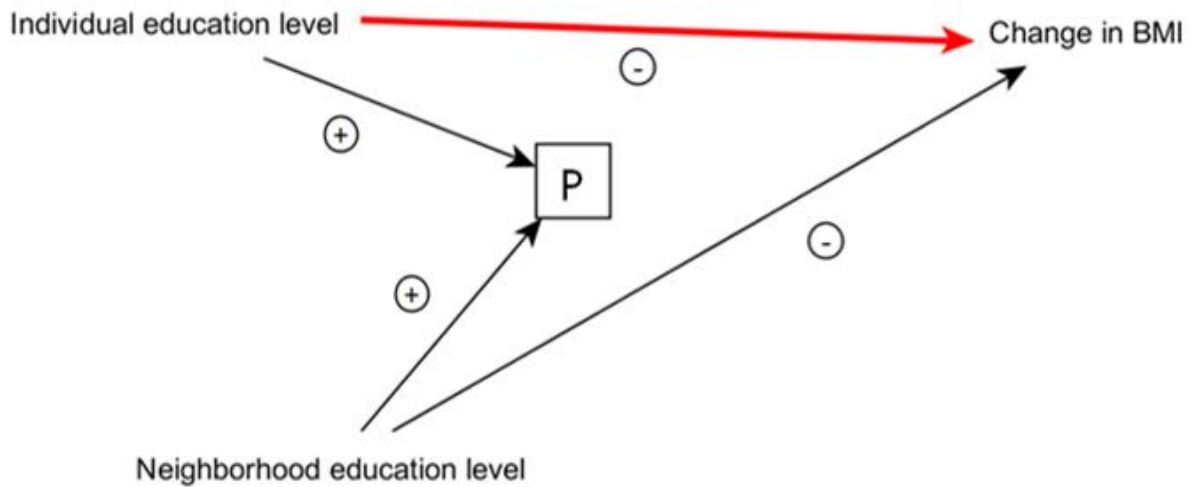 Individual education level
Change in BMI
-
+
P
-
+
Neighborhood education level